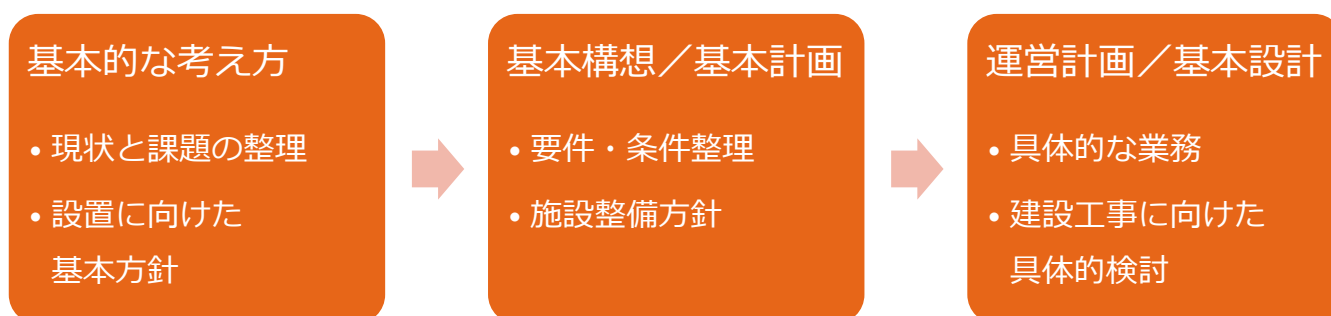 基本的な考え方
• 現状と課題の整理
• 設置に向けた
基本方針
基本構想／基本計画
• 要件・条件整理
• 施設整備方針
運営計画／基本設計
• 具体的な業務
• 建設工事に向けた
具体的検討